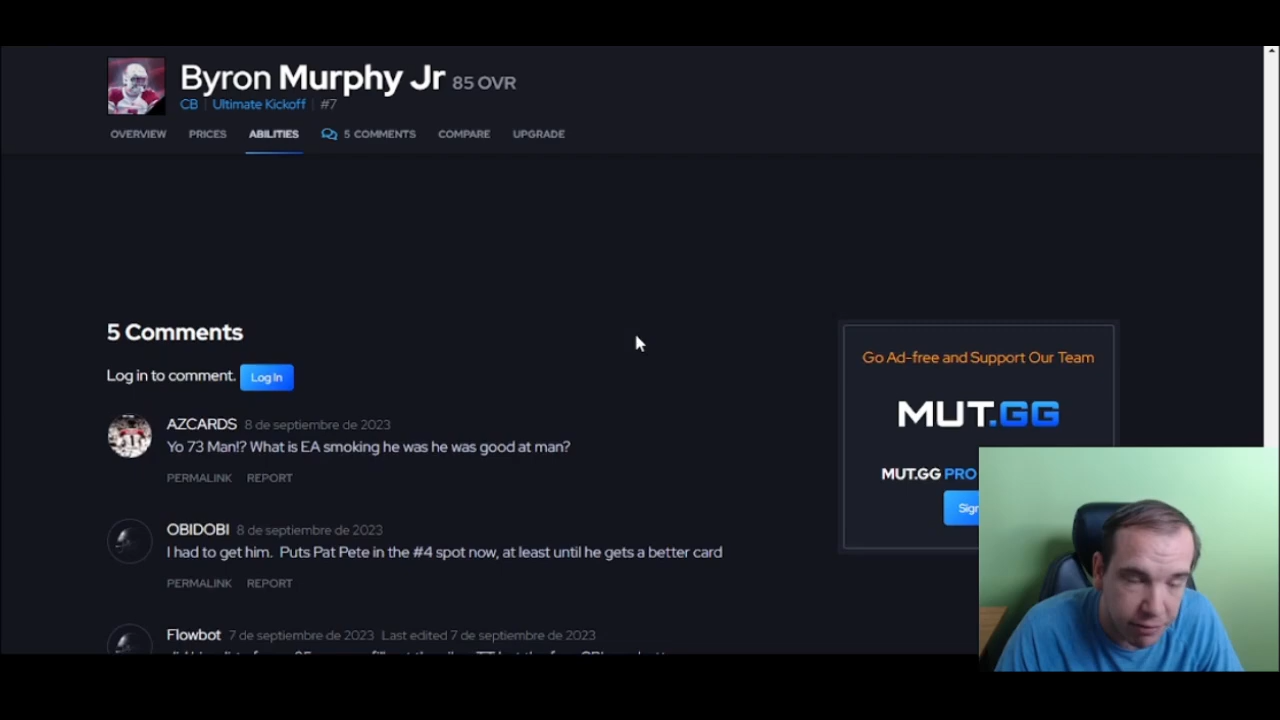 Byron Murphy Jr 85 OVR
CB | Ultimate Kickoff | #7
OVERVIEW PRICES ABILITIES 5 COMMENTS COMPARE UPGRADE
5 Comments
Log in to comment. Log In
AZCARDS 8 de septiembre de 2023
Yo 73 Man!? What is EA smoking he was he was good at man?
PERMALINK REPORT
OBIDOBI 8 de septiembre de 2023
I had to get him. Puts Pat Pete in the #4 spot now, at least until he gets a better card
PERMALINK REPORT
Flowbot 7 de septiembre de 2023 Last edited 7 de septiembre de 2023
Go Ad-free and Support Our Team
MUT.GG
MUT.GG PRO
Sign